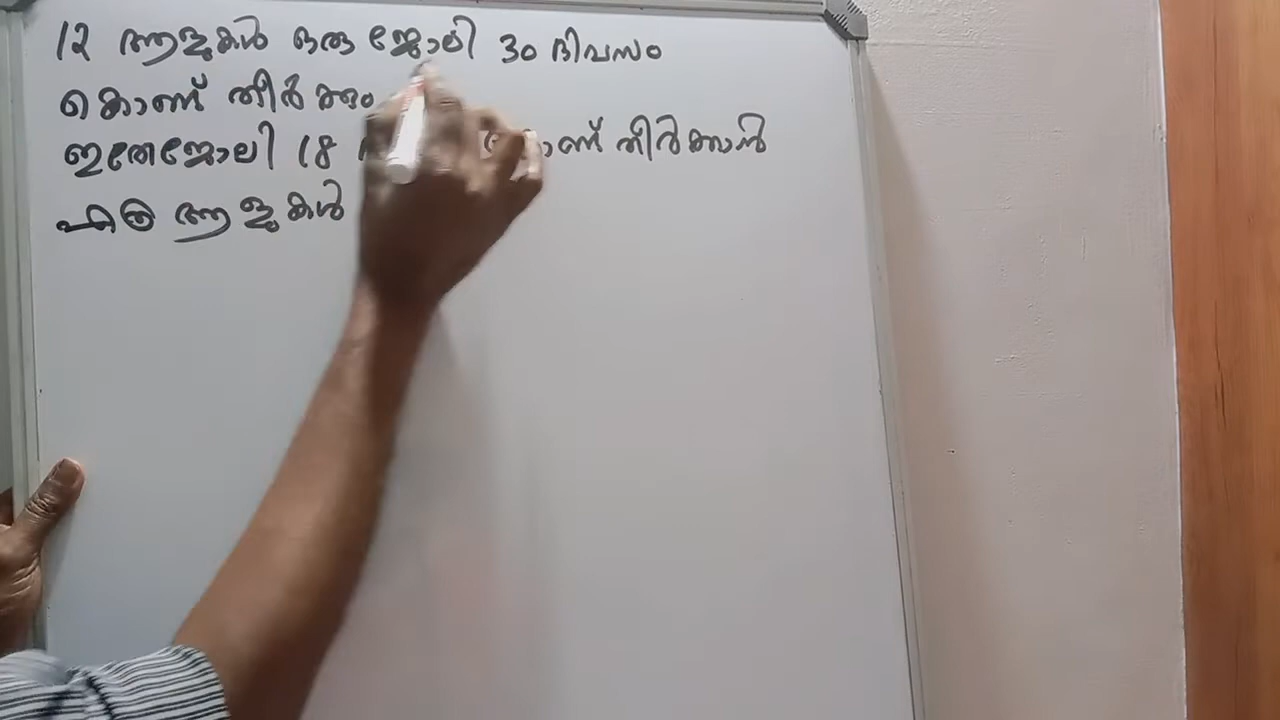 12 ആളുകൾ ഒരു ജോലി 30 ദിവസം
കൊണ്ട് തീർക്കും
ഇതേജോലി 18 തീർക്കാൻ
എത്ര ആളുകൾ